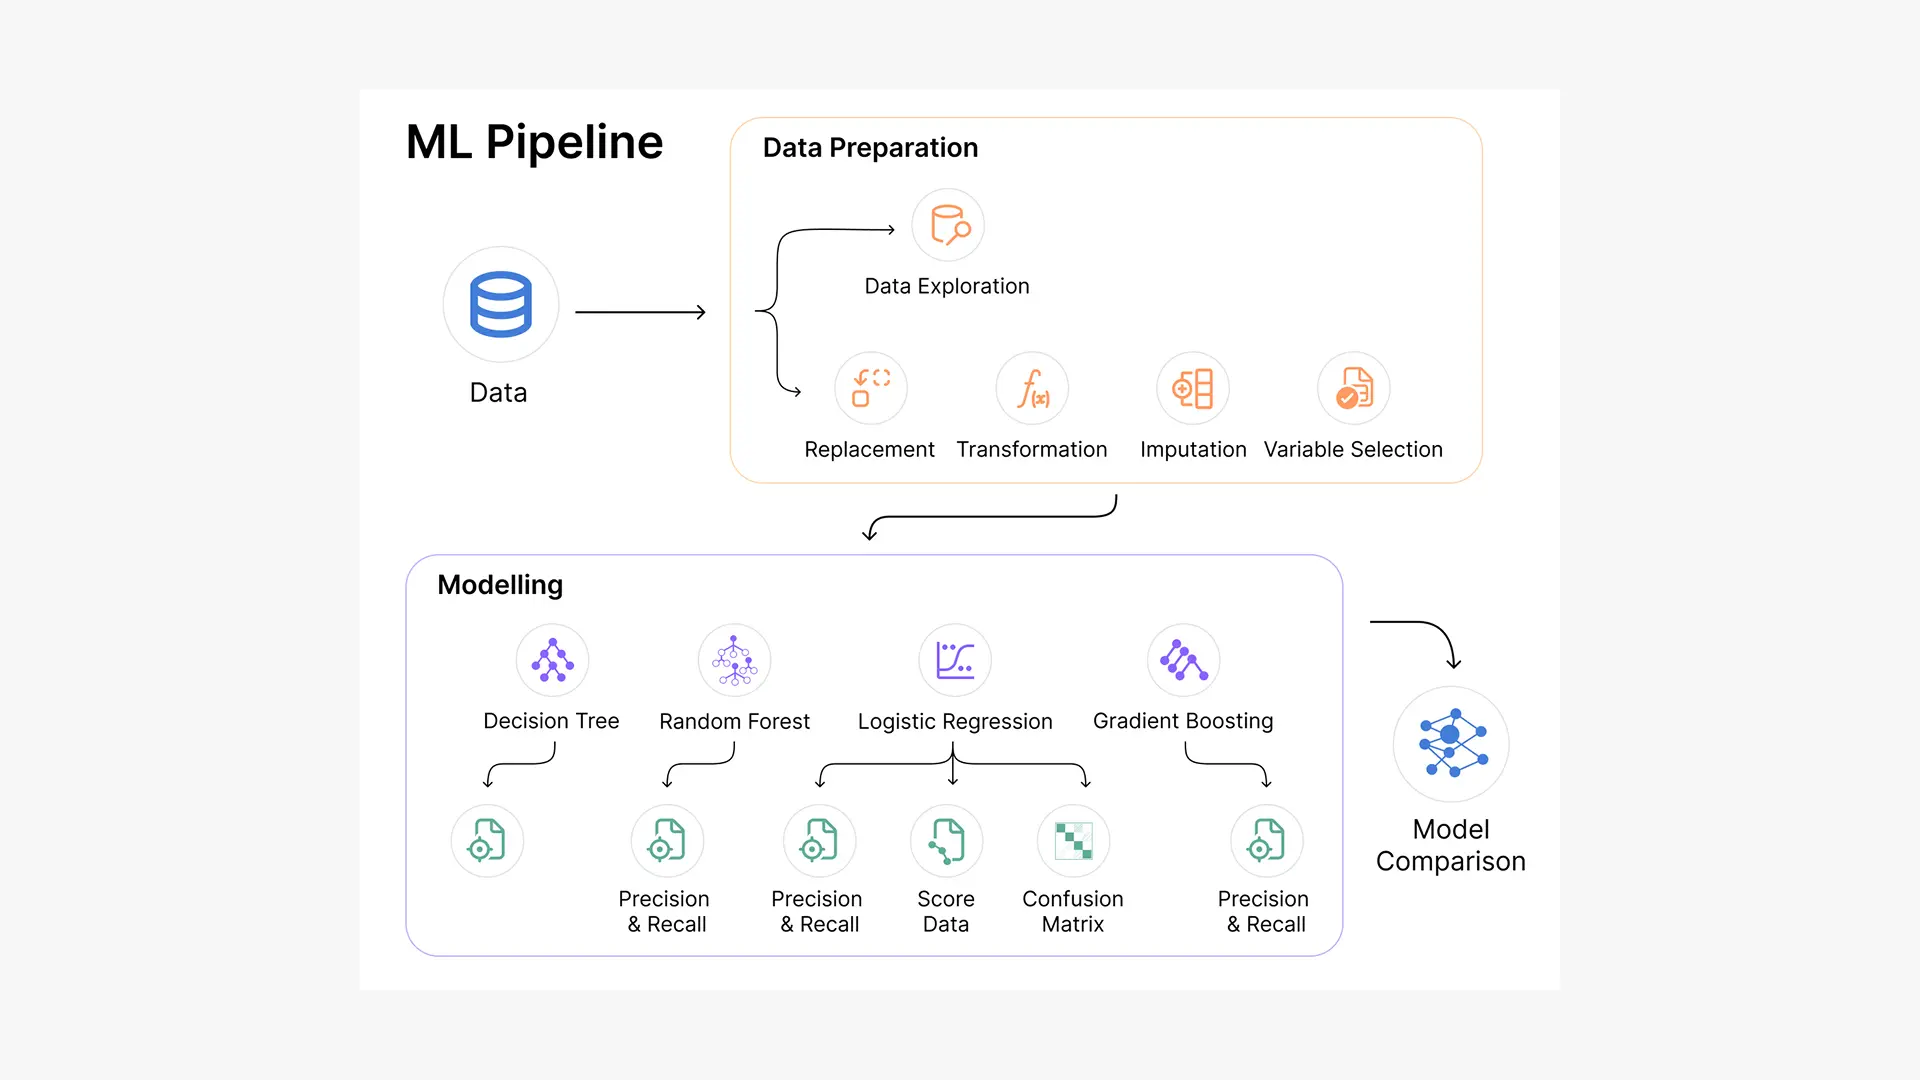 ML Pipeline
Data Preparation
Data Exploration
Data
Replacement
Transformation
Imputation
Variable Selection
Modelling
Decision Tree
Random Forest
Logistic Regression
Gradient Boosting
Precision
& Recall
Precision
& Recall
Score
Data
Confusion
Matrix
Precision
& Recall
Model
Comparison